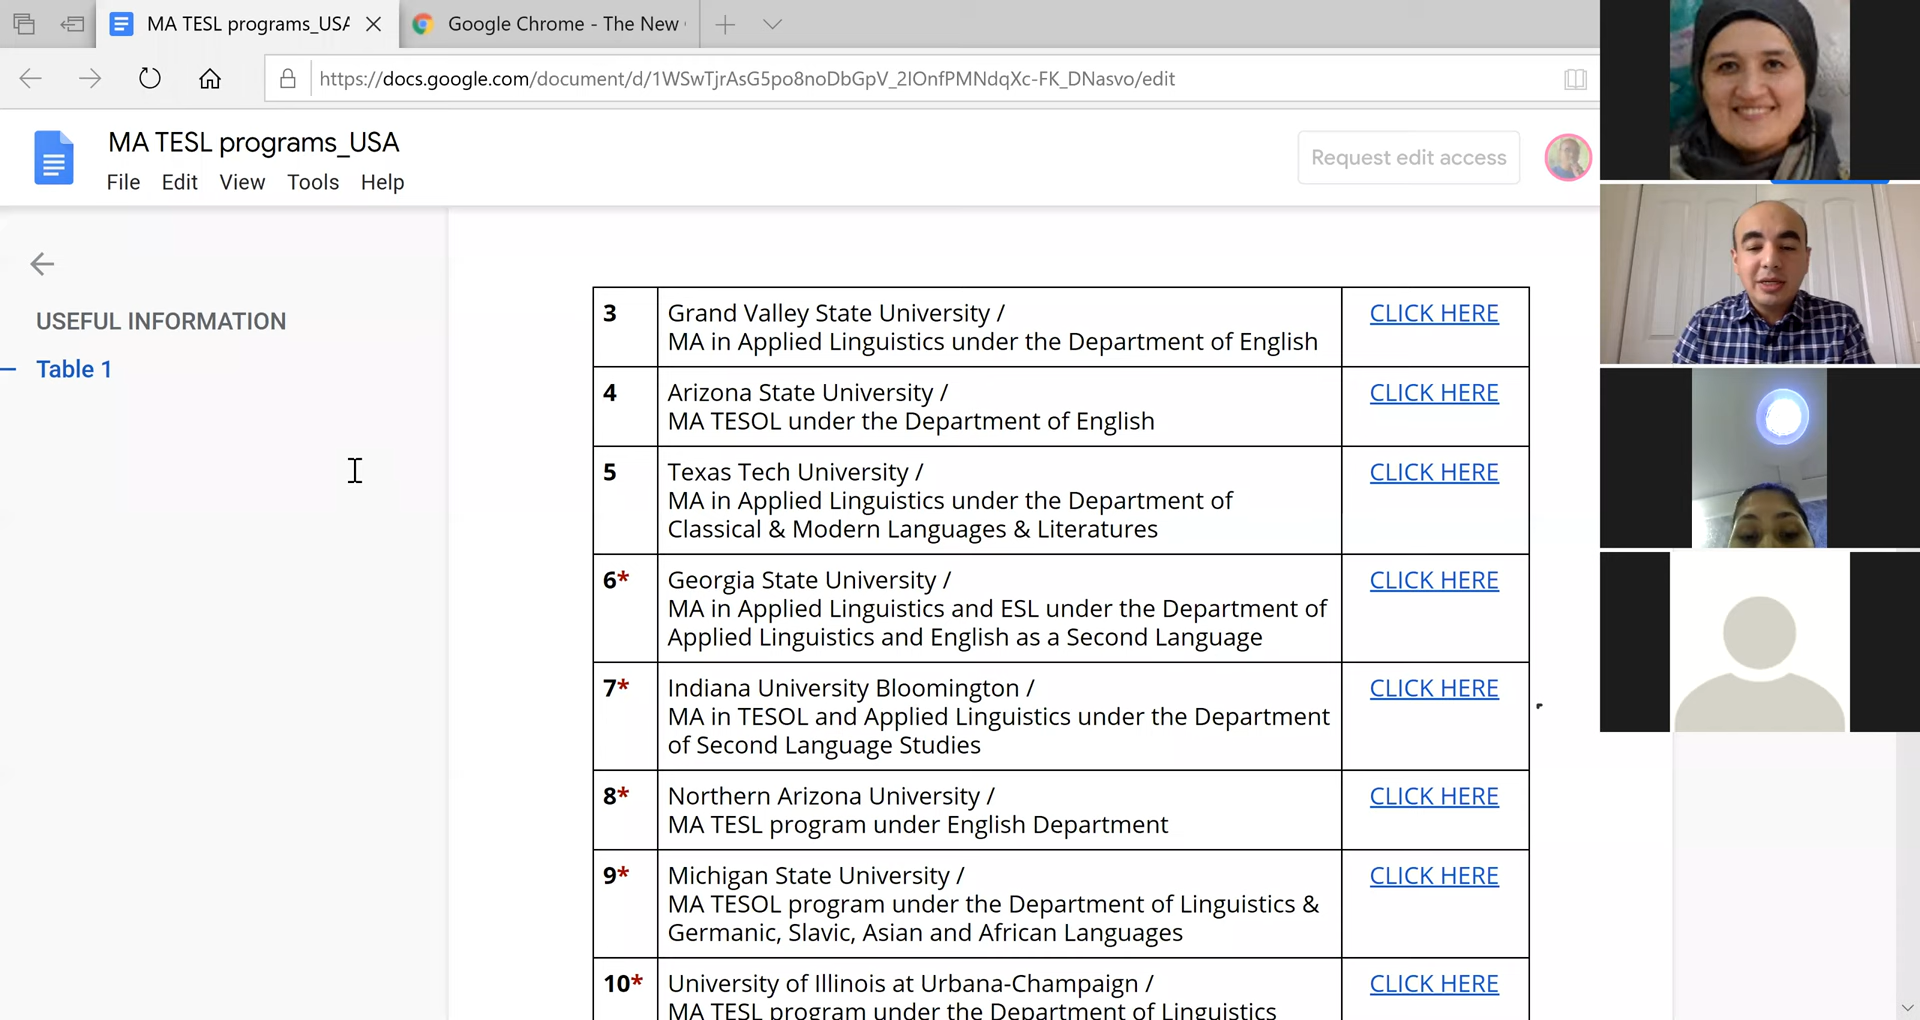 MA TESL programs_USA
Google Chrome - The New
https://docs.google.com/document/d/1WSwTjrAsG5po8noDbGpV_2lOnfPMNdqXc-FK_DNasvo/edit
MA TESL programs_USA
Request edit access
File Edit View Tools Help
USEFUL INFORMATION
Table 1
3 Grand Valley State University / CLICK HERE
MA in Applied Linguistics under the Department of English
4 Arizona State University / CLICK HERE
MA TESOL under the Department of English
5 Texas Tech University / CLICK HERE
MA in Applied Linguistics under the Department of
Classical & Modern Languages & Literatures
6* Georgia State University / CLICK HERE
MA in Applied Linguistics and ESL under the Department of
Applied Linguistics and English as a Second Language
7* Indiana University Bloomington / CLICK HERE
MA in TESOL and Applied Linguistics under the Department
of Second Language Studies
8* Northern Arizona University / CLICK HERE
MA TESL program under English Department
9* Michigan State University / CLICK HERE
MA TESOL program under the Department of Linguistics &
Germanic, Slavic, Asian and African Languages
10* University of Illinois at Urbana-Champaign / CLICK HERE
MA TESL program under the Department of Linguistics